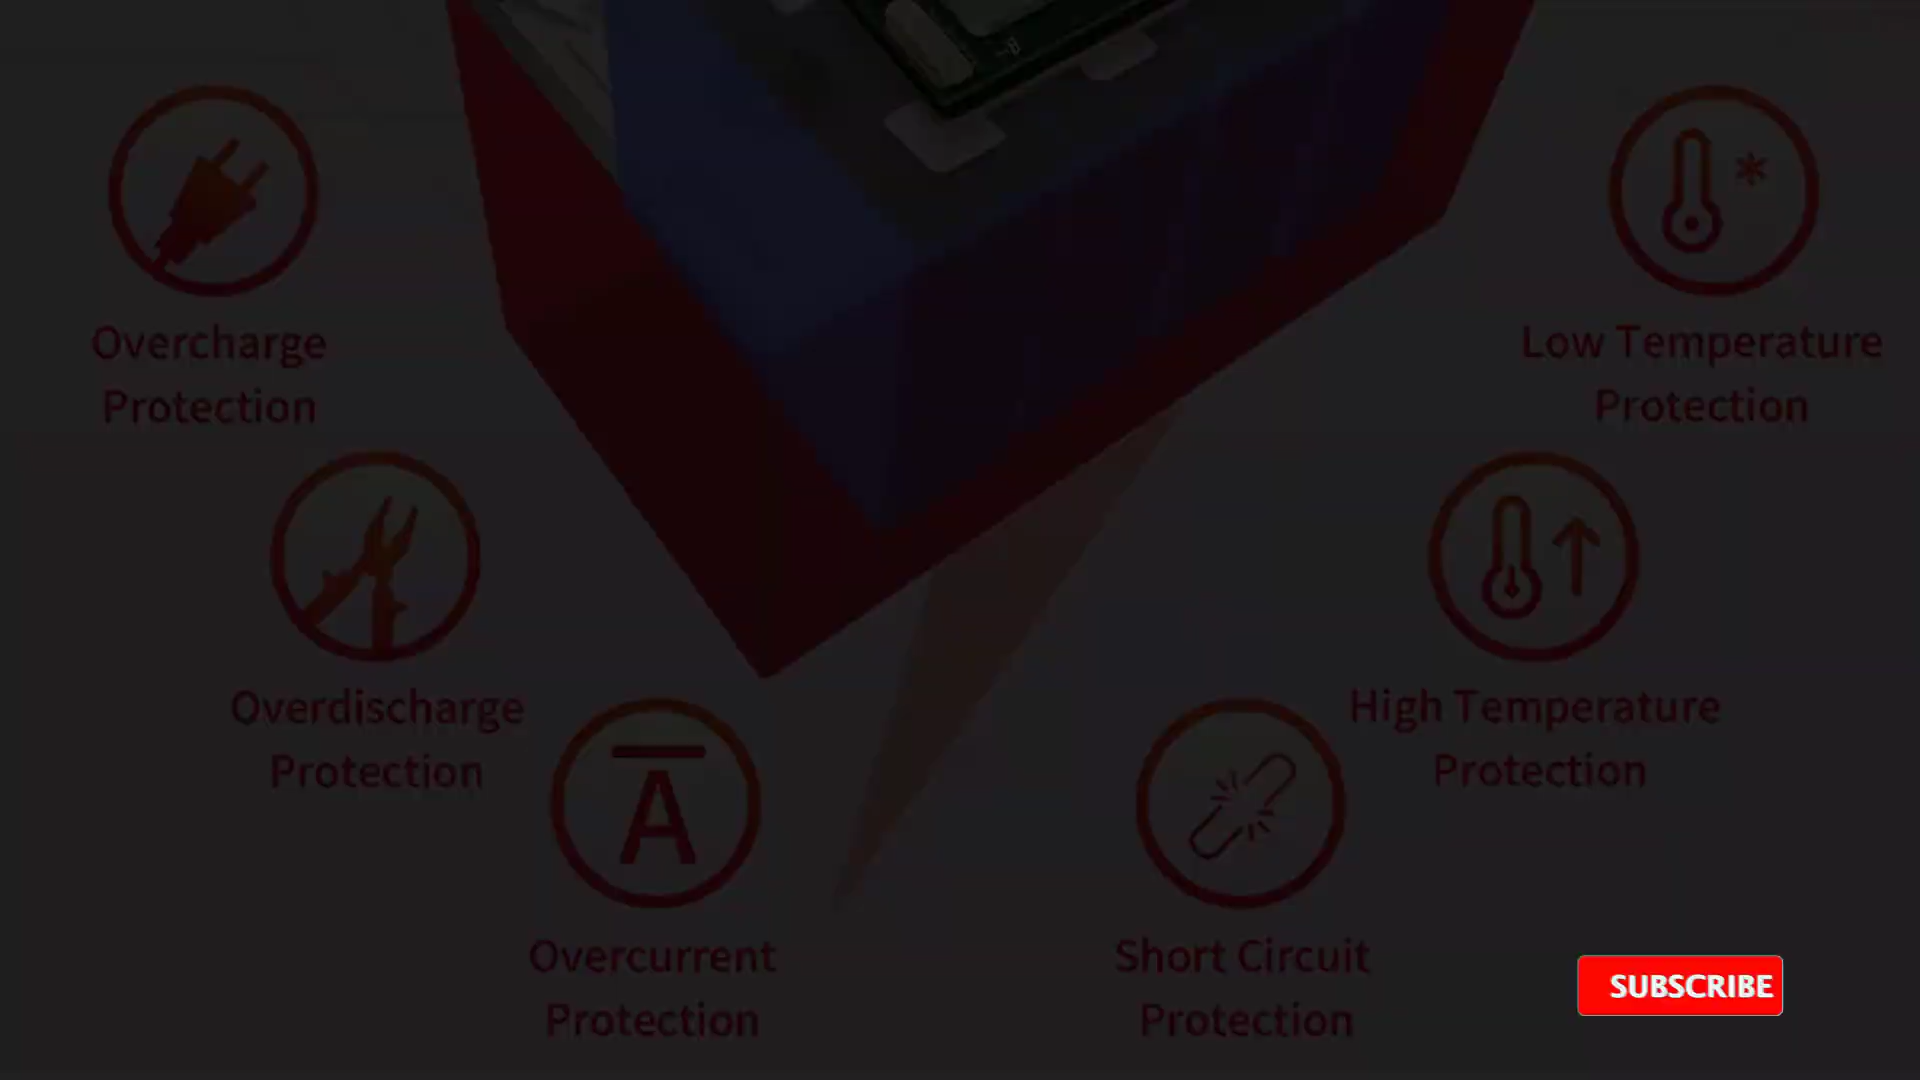 Overcharge
Protection
Low Temperature
Protection
Overdischarge
Protection
High Temperature
Protection
A
Overcurrent
Protection
Short Circuit
Protection
SUBSCRIBE